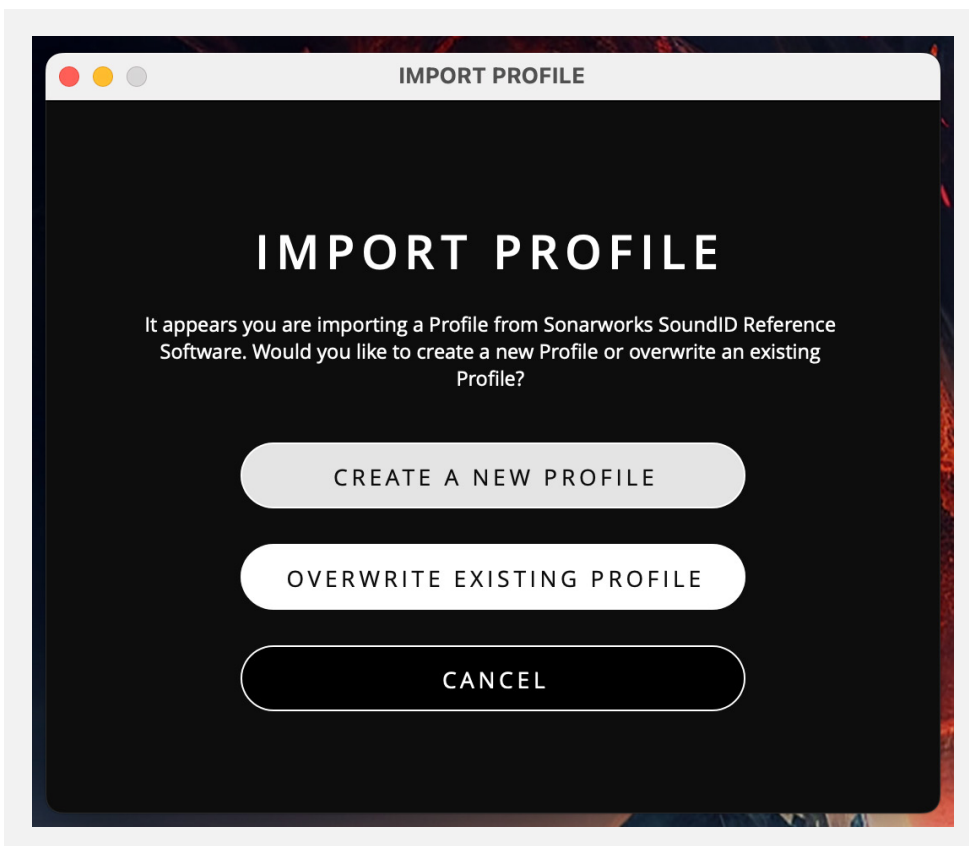 IMPORT PROFILE
IMPORT PROFILE
It appears you are importing a Profile from Sonarworks SoundID Reference
Software. Would you like to create a new Profile or overwrite an existing
Profile?
CREATE A NEW PROFILE
OVERWRITE EXISTING PROFILE
CANCEL